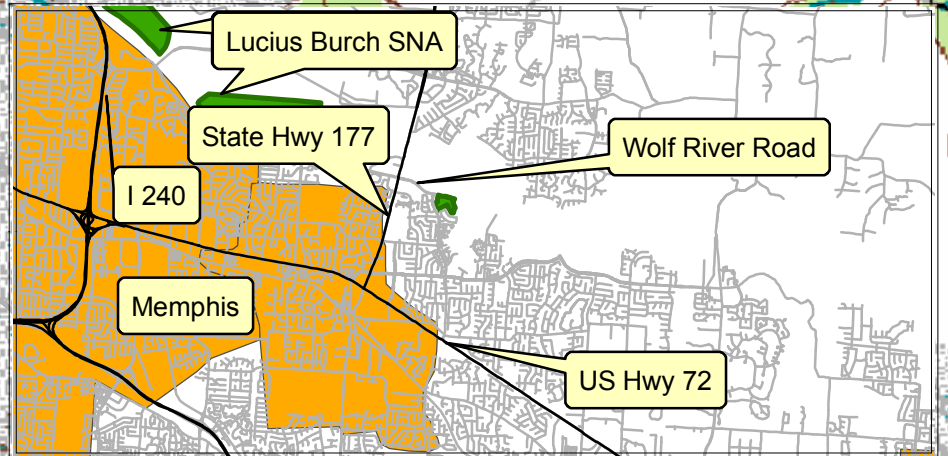 Lucius Burch SNA
State Hwy 177
Wolf River Road
I 240
Memphis
US Hwy 72